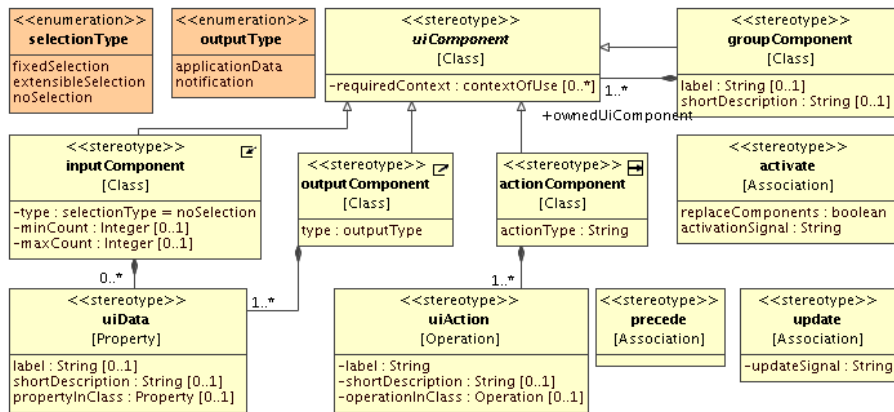 <<enumeration>>
selectionType
fixedSelection
extensibleSelection
noSelection
<<enumeration>>
outputType
applicationData
notification
<<stereotype>>
uiComponent
[Class]
-requiredContext : contextOfUse [0..*]
<<stereotype>>
groupComponent
[Class]
label : String [0..1]
shortDescription : String [0..1]
1..*
+ownedUiComponent
<<stereotype>>
inputComponent
[Class]
-type : selectionType = noSelection
-minCount : Integer [0..1]
-maxCount : Integer [0..1]
<<stereotype>>
outputComponent
[Class]
type : outputType
<<stereotype>>
actionComponent
[Class]
actionType : String
<<stereotype>>
activate
[Association]
replaceComponents : boolean
activationSignal : String
0..*
1..*
1..*
<<stereotype>>
uiData
[Property]
label : String [0..1]
shortDescription : String [0..1]
propertyInClass : Property [0..1]
<<stereotype>>
uiAction
[Operation]
-label : String
-shortDescription : String [0..1]
-operationInClass : Operation [0..1]
<<stereotype>>
precede
[Association]
<<stereotype>>
update
[Association]
-updateSignal : String